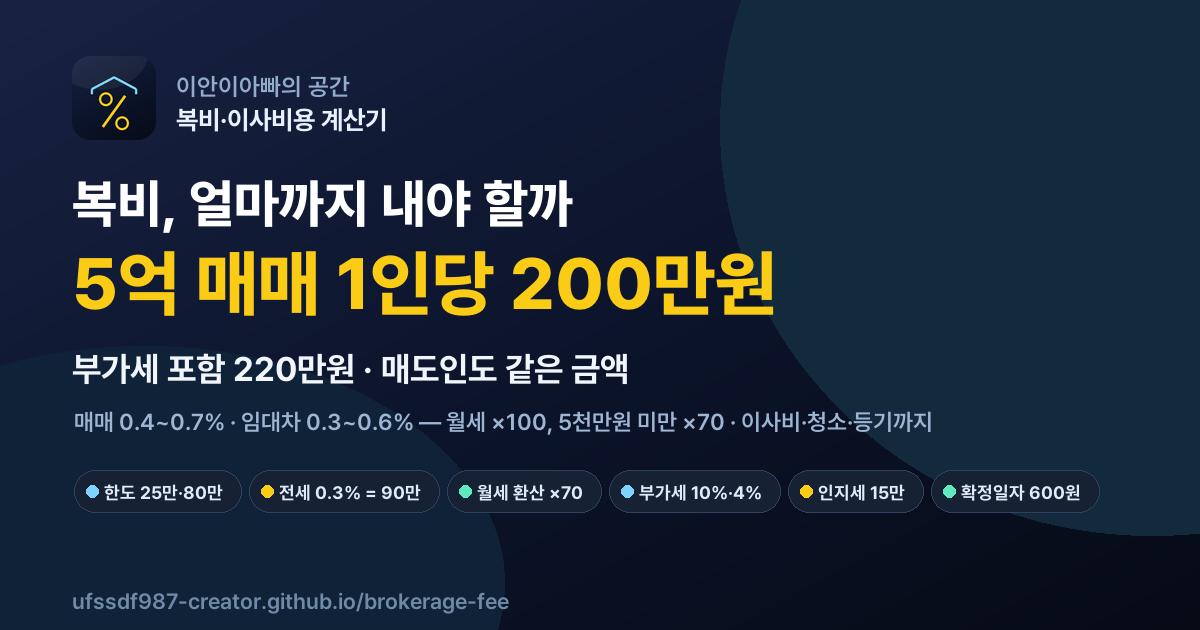 이안이아빠의 공간
복비·이사비용 계산기
복비, 얼마까지 내야 할까
5억 매매 1인당 200만원
부가세 포함 220만원 · 매도인도 같은 금액
매매 0.4~0.7% · 임대차 0.3~0.6% — 월세 ×100, 5천만원 미만 ×70 · 이사비·청소·등기까지
한도 25만·80만
전세 0.3% = 90만
월세 환산 ×70
부가세 10%·4%
인지세 15만
확정일자 600원
ufssdf987-creator.github.io/brokerage-fee